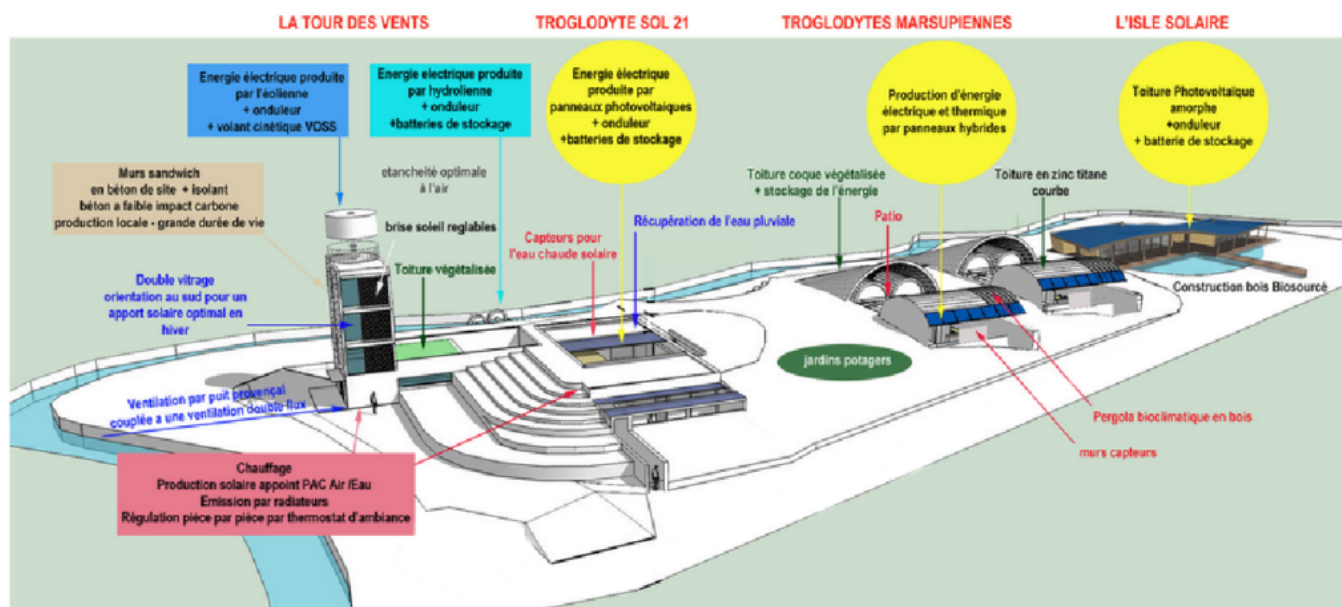 LA TOUR DES VENTS
TROGLODYTE SOL 21
TROGLODYTES MARSUPIENNES
L'ISLE SOLAIRE
Energie électrique produite
par l'éolienne
+ onduleur
+ volant cinétique VOSS
Energie electrique produite
par hydrolienne
+ onduleur
+batteries de stockage
Energie électrique
produite par
panneaux photovoltaiques
+ onduleur
+batteries de stockage
Production d'énergie
électrique et thermique
par panneaux hybrides
Toiture Photovoltaïque
amorphe
+onduleur
+ batterie de stockage
Murs sandwich
en béton de site + isolant
béton a faible impact carbone
production locale - grande durée de vie
etancheité optimale
à l'air
brise soleil reglables
Toiture coque végétalisée
+ stockage de l'énergie
Toiture en zinc titane
courbe
Patio
Récupération de l'eau pluviale
Capteurs pour
l'eau chaude solaire
Toiture végétalisée
Double vitrage
orientation au sud pour un
apport solaire optimal en
hiver
Construction bois Biosourcé
jardins potagers
Ventilation par puit provençal
couplée a une ventilation double flux
Pergola bioclimatique en bois
murs capteurs
Chauffage
Production solaire appoint PAC Air /Eau
Emission par radiateurs
Régulation pièce par pièce par thermostat d'ambiance